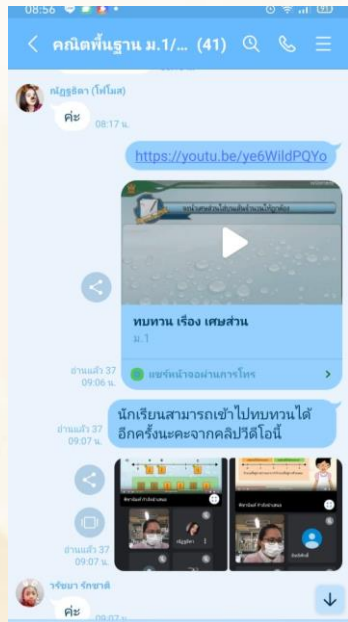 08:56
คณิตพื้นฐาน ม.1/... (41)
ณัฏฐธิดา (โฟโมส)
ค่ะ
08:17 น.
https://youtu.be/ye6WildPQYo
ทบทวน เรื่อง เศษส่วน
ม.1
แชร์หน้าจอผ่านการโทร
อ่านแล้ว 37
09:06 น.
นักเรียนสามารถเข้าไปทบทวนได้
อีกครั้งนะคะจากคลิปวีดีโอนี้
อ่านแล้ว 37
09:07 น.
อ่านแล้ว 37
09:07 น.
วรัชยา รักชาติ
ค่ะ
09:07 น.